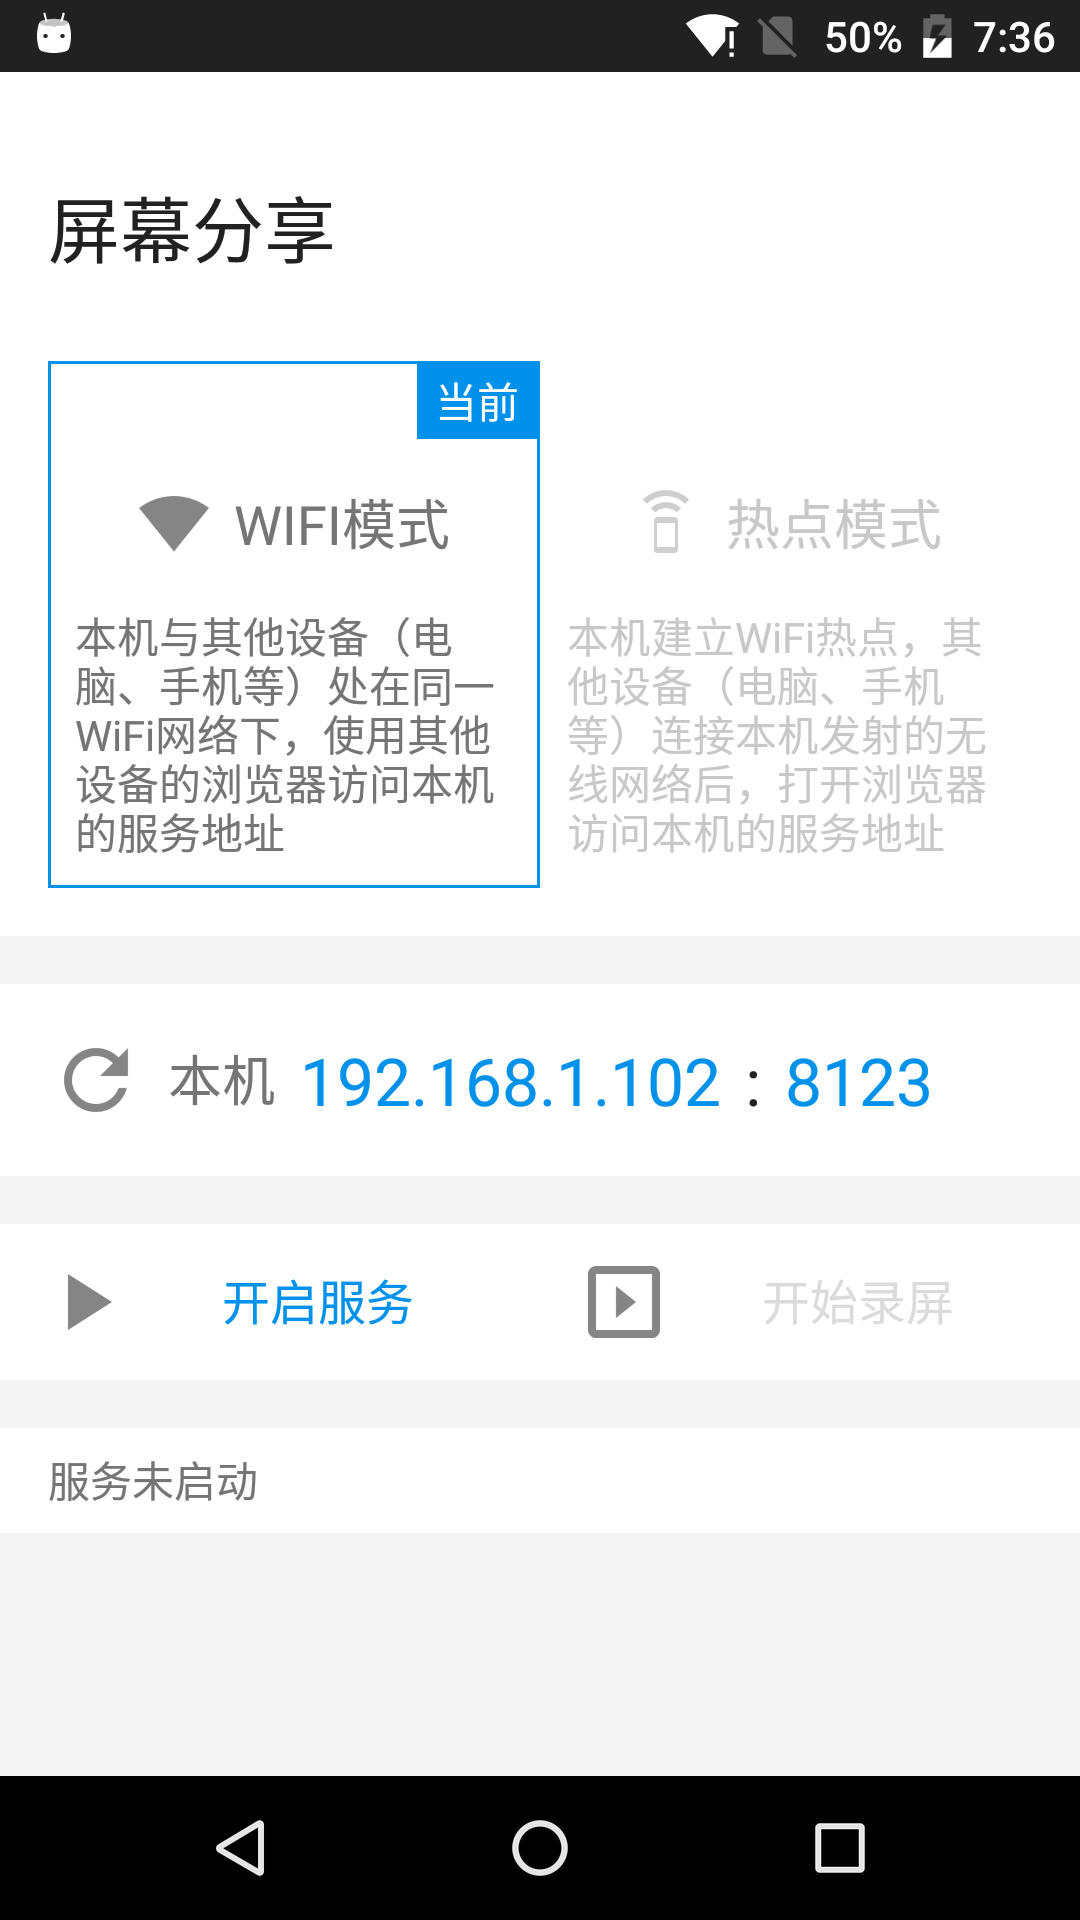 50% 7:36
屏幕分享
当前
WIFI模式
本机与其他设备（电
脑、手机等）处在同一
WiFi网络下，使用其他
设备的浏览器访问本机
的服务地址
热点模式
本机建立WiFi热点，其
他设备（电脑、手机
等）连接本机发射的无
线网络后，打开浏览器
访问本机的服务地址
本机 192.168.1.102 : 8123
开启服务 开始录屏
服务未启动